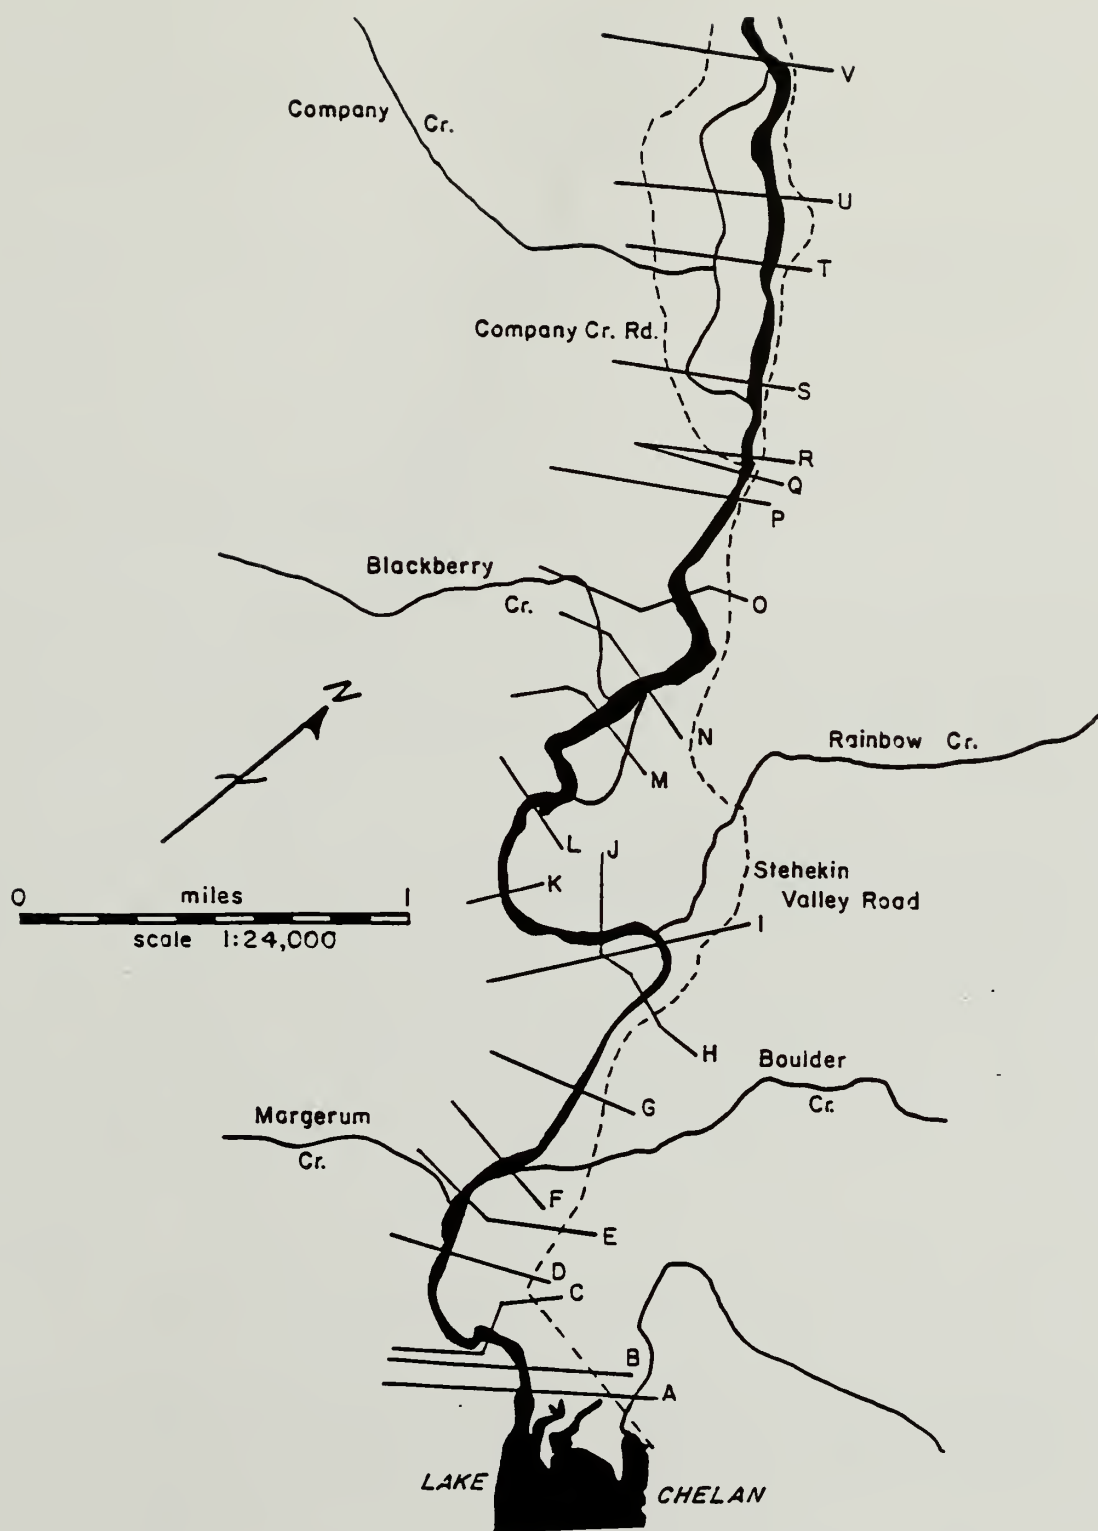 V
Company
Cr.
U
T
Company Cr. Rd.
S
R
Q
P
Blackberry
Cr.
O
N
N
Rainbow Cr.
M
L
J
K
Stehekin
Valley Road
0 miles 1
scale 1:24,000
I
H
Boulder
Cr.
G
Margerum
Cr.
F
E
D
C
B
A
LAKE
CHELAN